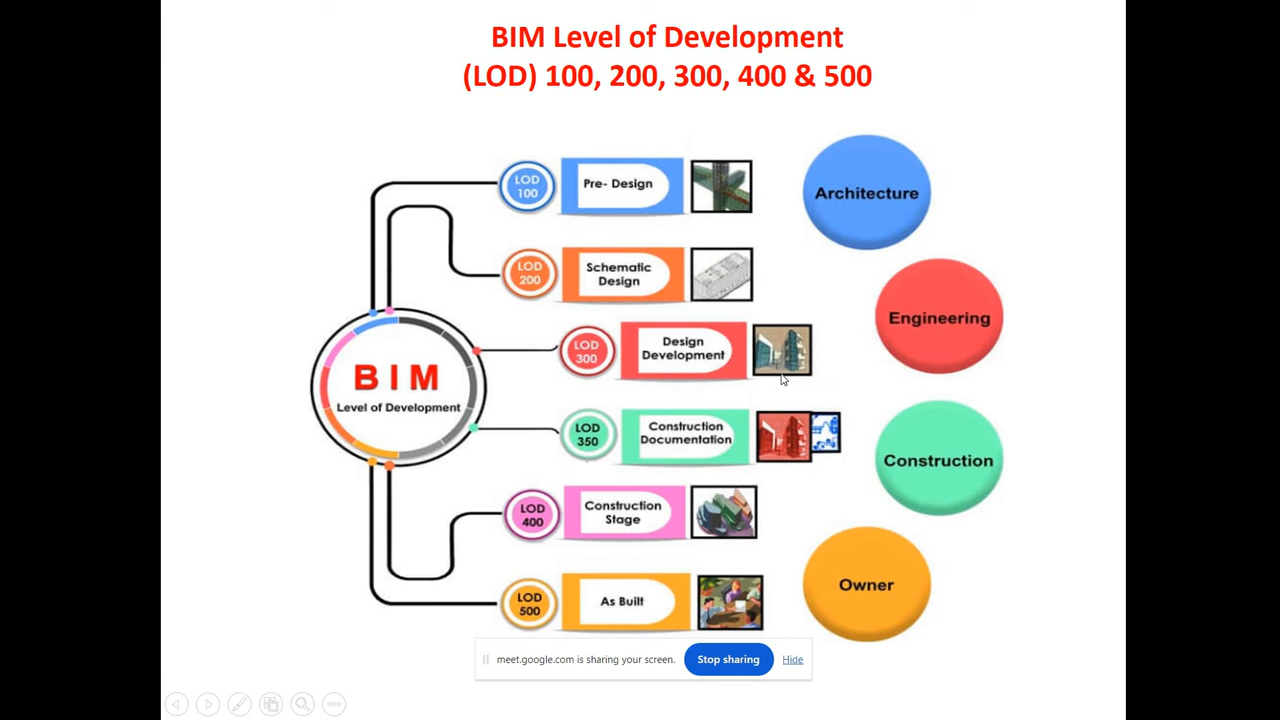 BIM Level of Development
(LOD) 100, 200, 300, 400 & 500
LOD
100
Pre- Design
Architecture
LOD
200
Schematic
Design
Engineering
LOD
300
Design
Development
BIM
Level of Development
LOD
350
Construction
Documentation
Construction
LOD
400
Construction
Stage
LOD
500
As Built
Owner
meet.google.com is sharing your screen.
Stop sharing
Hide